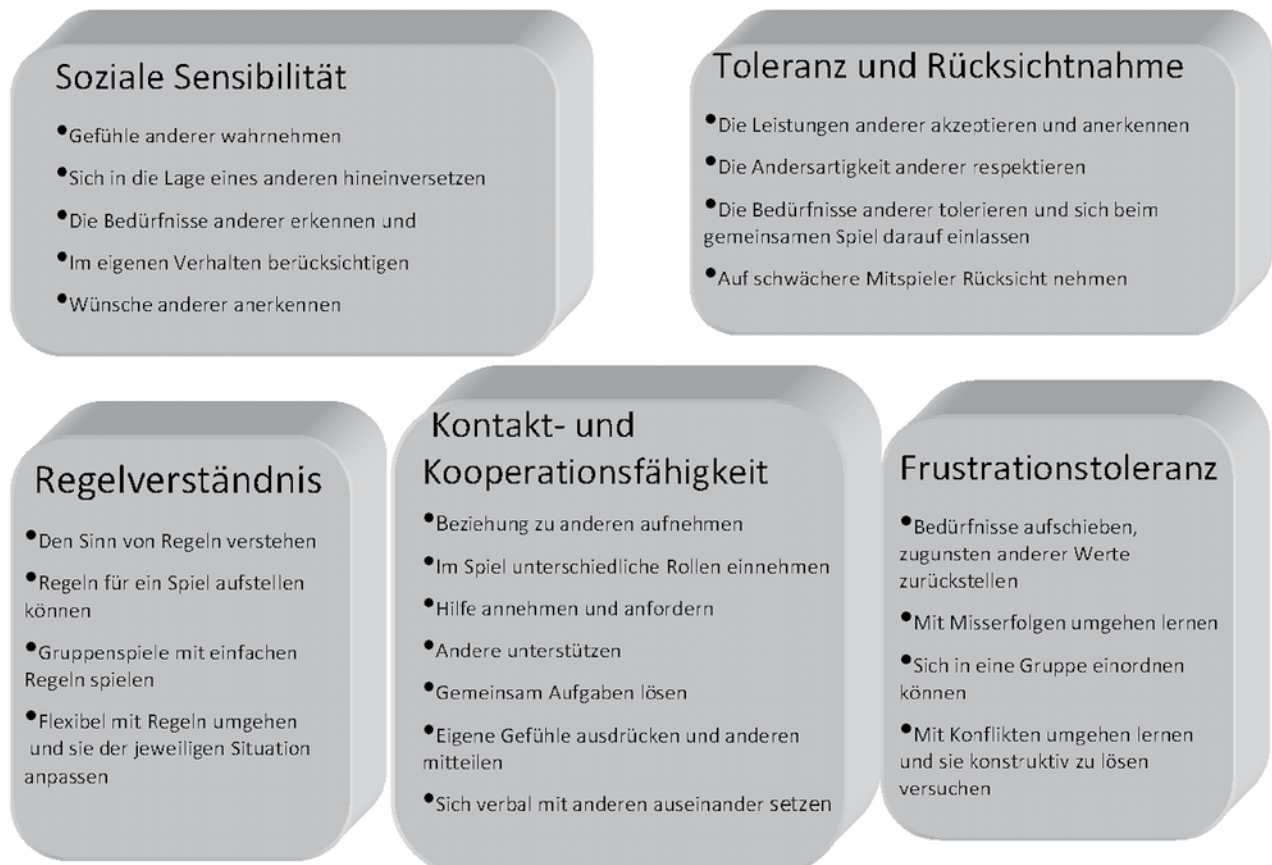 Soziale Sensibilität
•Gefühle anderer wahrnehmen
•Sich in die Lage eines anderen hineinversetzen
•Die Bedürfnisse anderer erkennen und
•Im eigenen Verhalten berücksichtigen
•Wünsche anderer anerkennen
Toleranz und Rücksichtnahme
•Die Leistungen anderer akzeptieren und anerkennen
•Die Andersartigkeit anderer respektieren
•Die Bedürfnisse anderer tolerieren und sich beim
gemeinsamen Spiel darauf einlassen
•Auf schwächere Mitspieler Rücksicht nehmen
Regelverständnis
•Den Sinn von Regeln verstehen
•Regeln für ein Spiel aufstellen
können
•Gruppenspiele mit einfachen
Regeln spielen
•Flexibel mit Regeln umgehen
und sie der jeweiligen Situation
anpassen
Kontakt- und
Kooperationsfähigkeit
•Beziehung zu anderen aufnehmen
•Im Spiel unterschiedliche Rollen einnehmen
•Hilfe annehmen und anfordern
•Andere unterstützen
•Gemeinsam Aufgaben lösen
•Eigene Gefühle ausdrücken und anderen
mitteilen
•Sich verbal mit anderen auseinander setzen
Frustrationstoleranz
•Bedürfnisse aufschieben,
zugunsten anderer Werte
zurückstellen
•Mit Misserfolgen umgehen lernen
•Sich in eine Gruppe einordnen
können
•Mit Konflikten umgehen lernen
und sie konstruktiv zu lösen
versuchen